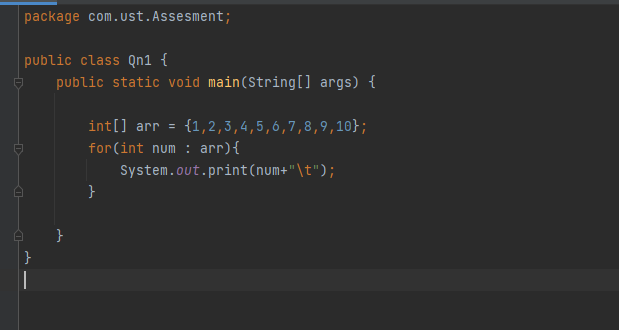 package com.ust.Assesment;
public class Qn1 {
public static void main(String[] args) {
int[] arr = {1,2,3,4,5,6,7,8,9,10};
for(int num : arr){
System.out.print(num+"\t");
}
}
}